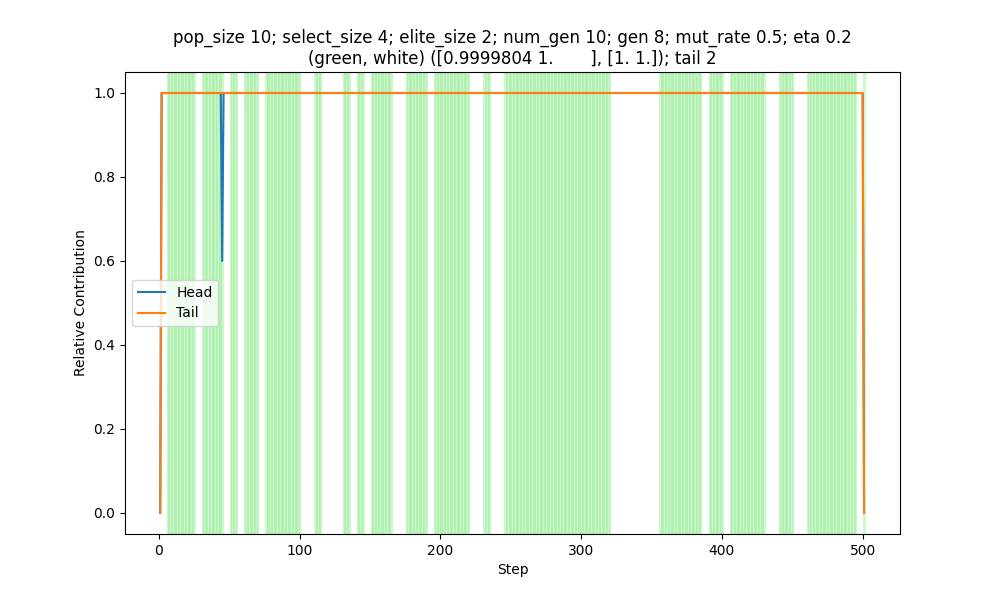 pop_size 10; select_size 4; elite_size 2; num_gen 10; gen 8; mut_rate 0.5; eta 0.2
(green, white) ([0.9999804 1.        ], [1. 1.]); tail 2
1.0
0.8
0.6
0.4
0.2
0.0
Relative Contribution
Head
Tail
0
100
200
300
400
500
Step